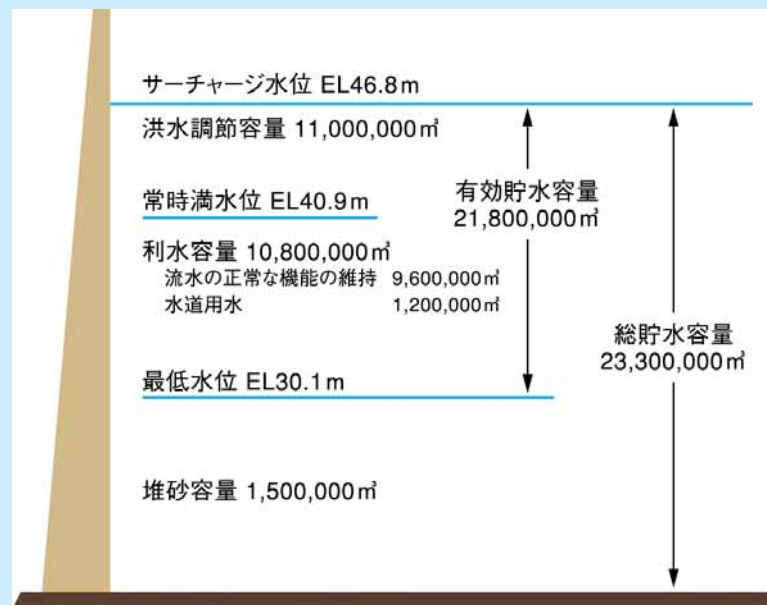 サーチャージ水位 EL46.8m
洪水調節容量 11,000,000㎥
有効貯水容量
21,800,000㎥
常時満水位 EL40.9m
利水容量 10,800,000㎥
流水の正常な機能の維持 9,600,000㎥
水道用水 1,200,000㎥
総貯水容量
23,300,000㎥
最低水位 EL30.1m
堆砂容量 1,500,000㎥